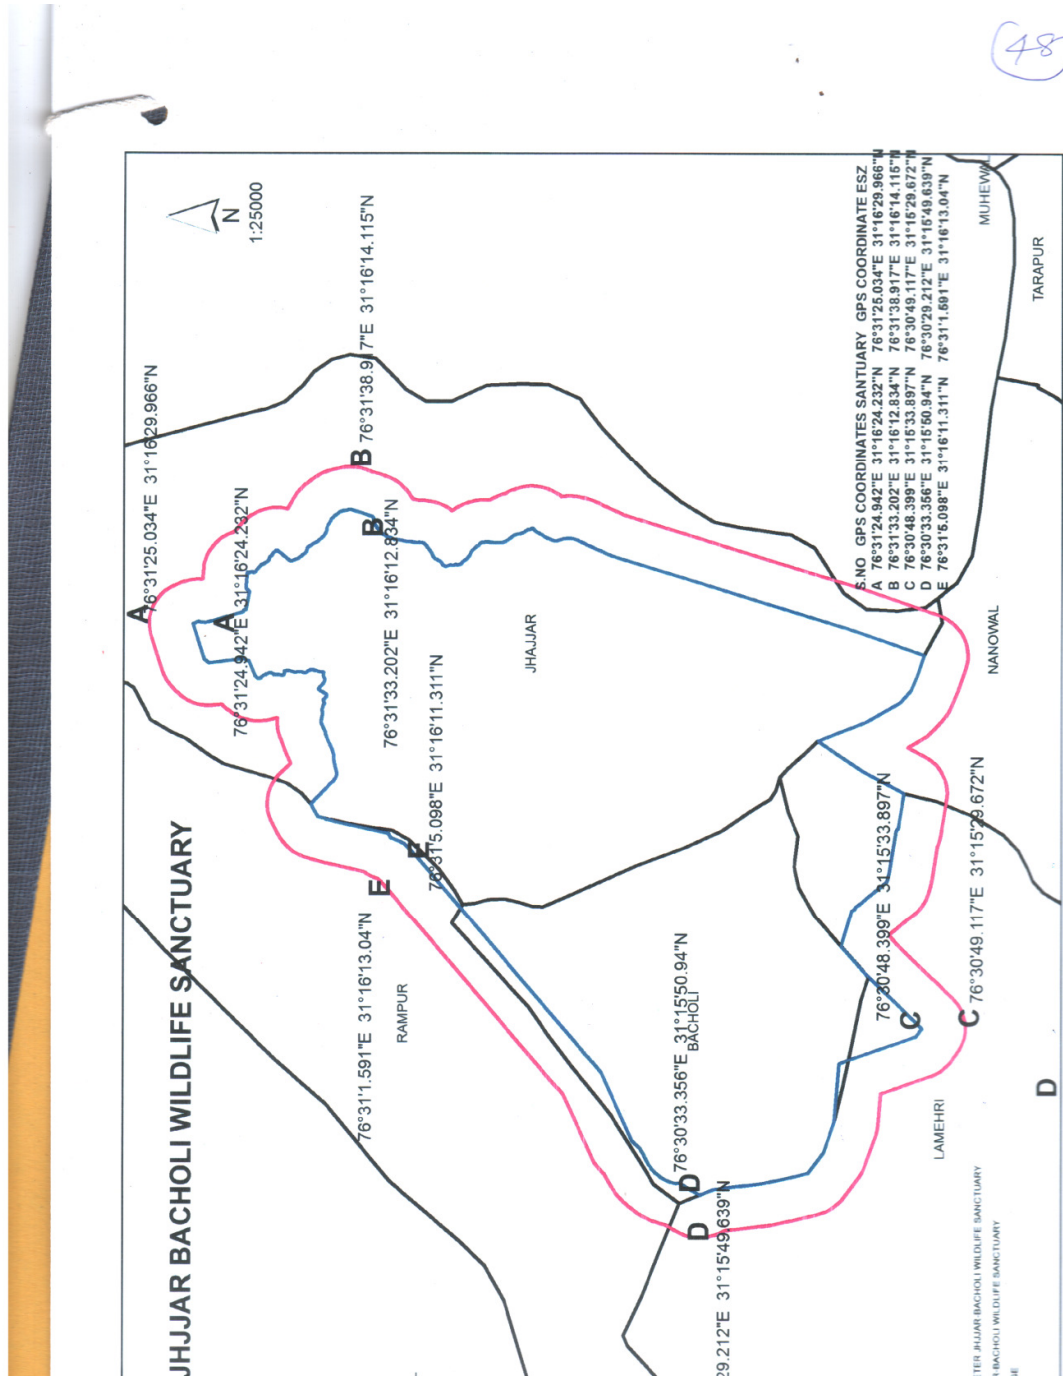 48
JHJJAR BACHOLI WILDLIFE SANCTUARY
N
1:25000
A
76°31'25.034"E 31°16'29.966"N
A
76°31'24.942"E 31°16'24.232"N
B
76°31'38.917"E 31°16'14.115"N
B
76°31'33.202"E 31°16'12.834"N
E
76°31'5.098"E 31°16'11.311"N
E
76°31'1.591"E 31°16'13.04"N
RAMPUR
JHAJJAR
76°30'33.356"E 31°15'50.94"N
BACHOLI
D
D
29.212"E 31°15'49.639"N
76°30'48.399"E 31°15'33.897"N
C
C
76°30'49.117"E 31°15'29.672"N
LAMEHRI
NANOWAL
MUHEWAL
TARAPUR
D
S.NO GPS COORDINATES SANTUARY GPS COORDINATE ESZ
A 76°31'24.942"E 31°16'24.232"N 76°31'25.034"E 31°16'29.966"N
B 76°31'33.202"E 31°16'12.834"N 76°31'38.917"E 31°16'14.115"N
C 76°30'48.399"E 31°15'33.897"N 76°30'49.117"E 31°15'29.672"N
D 76°30'33.356"E 31°15'50.94"N 76°30'29.212"E 31°15'49.639"N
E 76°31'5.098"E 31°16'11.311"N 76°31'1.591"E 31°16'13.04"N
TER JHJJAR-BACHOLI WILDLIFE SANCTUARY
R-BACHOLI WILDLIFE SANCTUARY